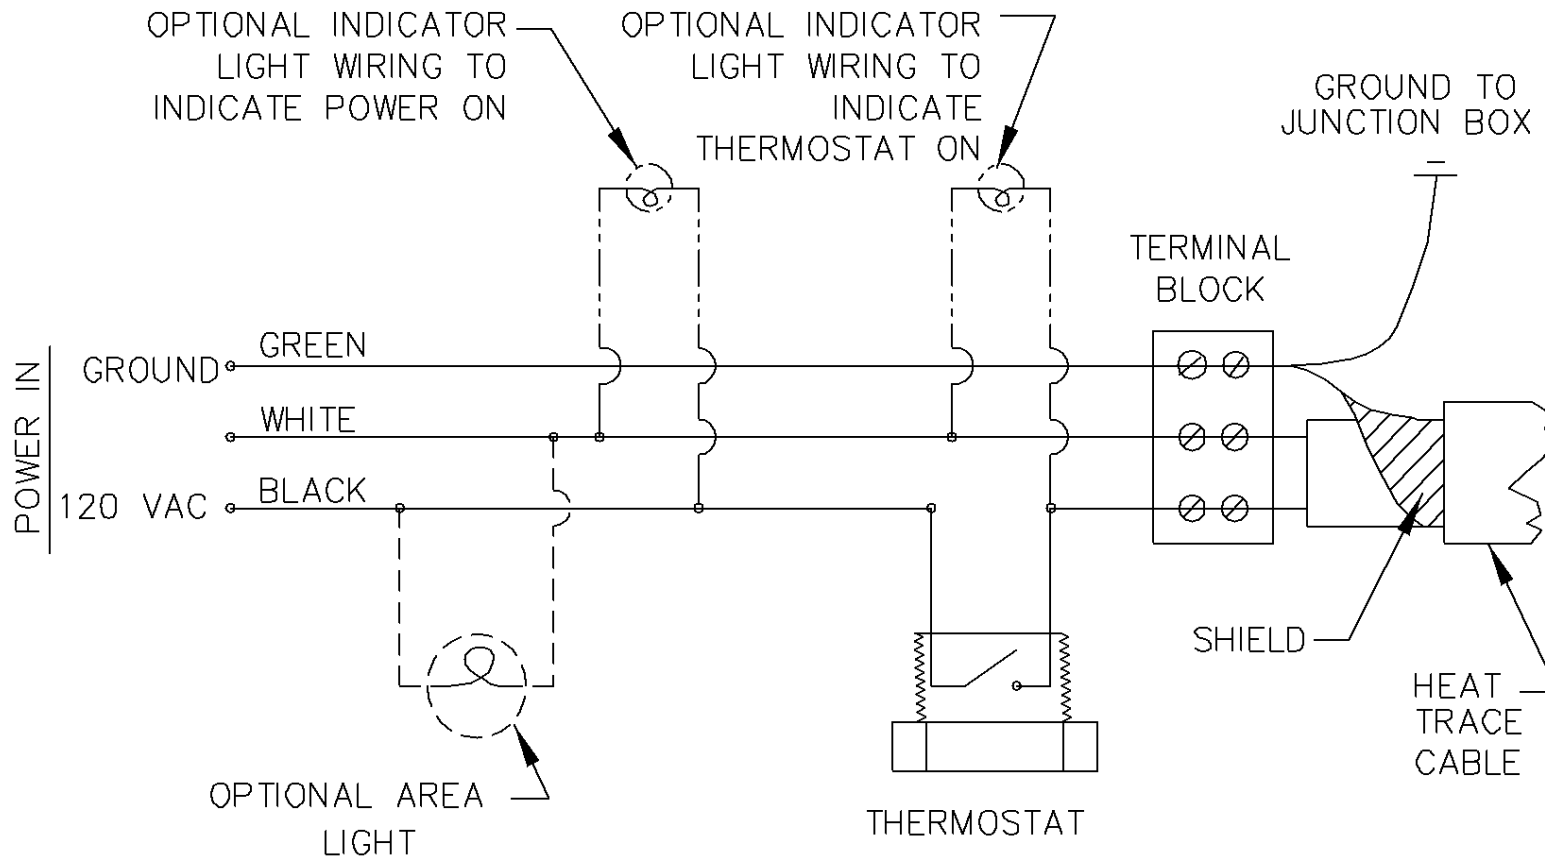 OPTIONAL INDICATOR
LIGHT WIRING TO
INDICATE POWER ON
OPTIONAL INDICATOR
LIGHT WIRING TO
INDICATE
THERMOSTAT ON
GROUND TO
JUNCTION BOX
TERMINAL
BLOCK
POWER IN
GROUND
GREEN
WHITE
120 VAC
BLACK
SHIELD
HEAT
TRACE
CABLE
OPTIONAL AREA
LIGHT
THERMOSTAT